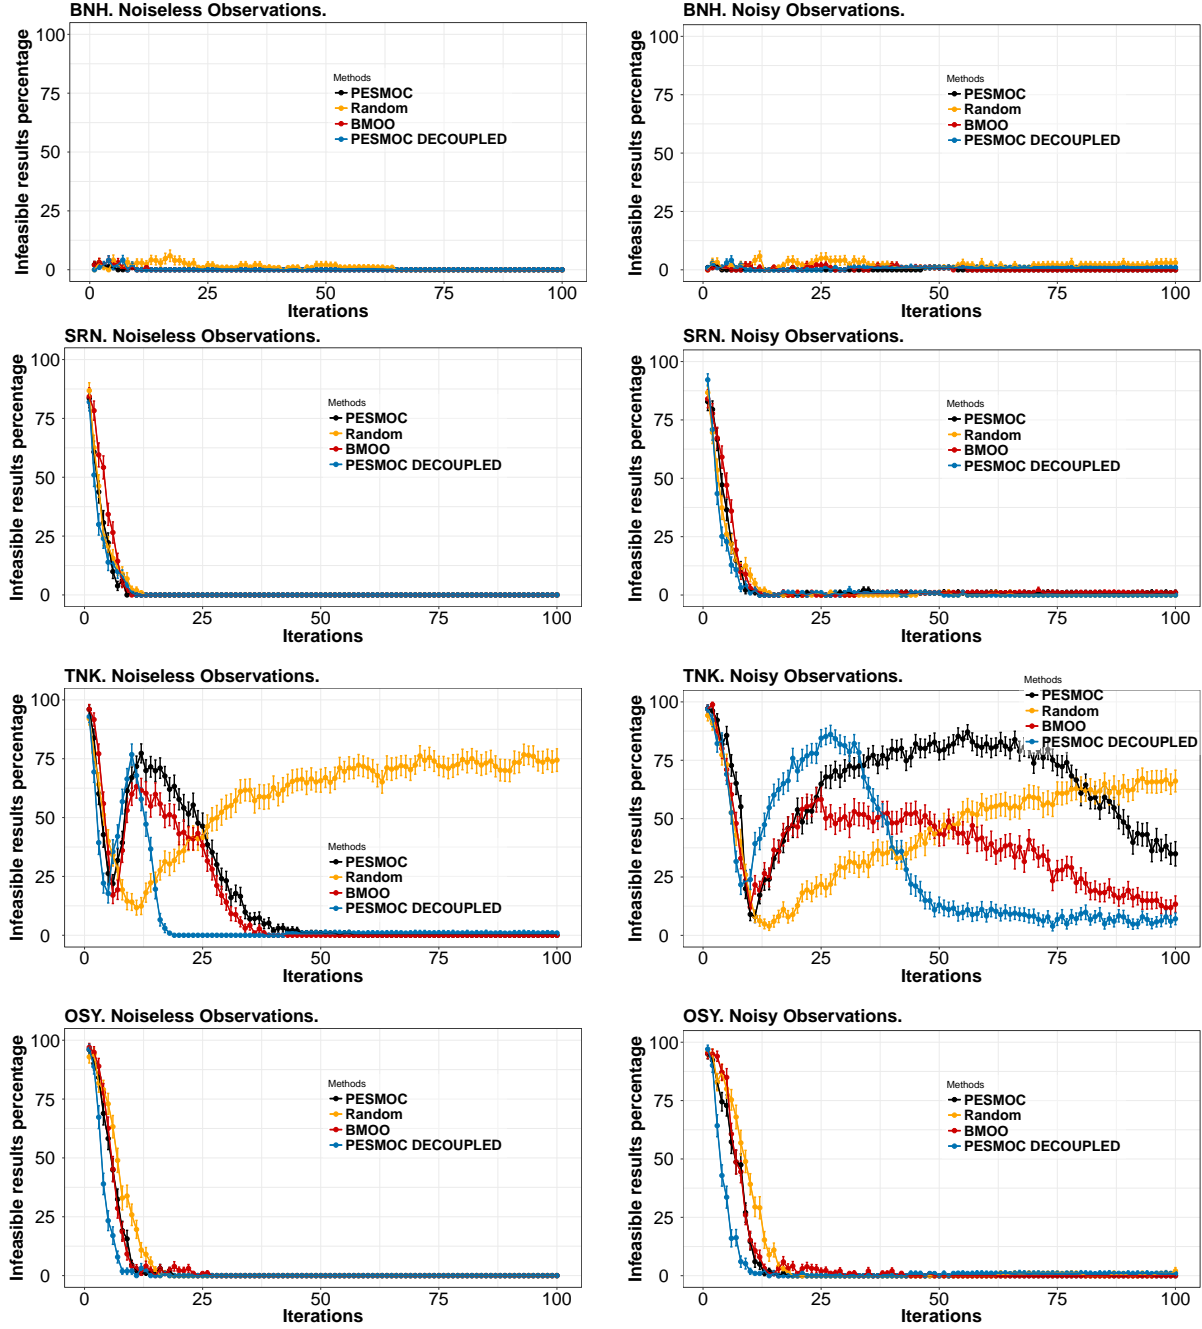 BNH. Noiseless Observations.
Infeasible results percentage
100
75
50
25
0
Methods
PESMOC
Random
BMOO
PESMOC DECOUPLED
0 25 50 75 100
Iterations
BNH. Noisy Observations.
Infeasible results percentage
100
75
50
25
0
Methods
PESMOC
Random
BMOO
PESMOC DECOUPLED
0 25 50 75 100
Iterations
SRN. Noiseless Observations.
Infeasible results percentage
100
75
50
25
0
Methods
PESMOC
Random
BMOO
PESMOC DECOUPLED
0 25 50 75 100
Iterations
SRN. Noisy Observations.
Infeasible results percentage
100
75
50
25
0
Methods
PESMOC
Random
BMOO
PESMOC DECOUPLED
0 25 50 75 100
Iterations
TNK. Noiseless Observations.
Infeasible results percentage
100
75
50
25
0
Methods
PESMOC
Random
BMOO
PESMOC DECOUPLED
0 25 50 75 100
Iterations
TNK. Noisy Observations.
Infeasible results percentage
100
75
50
25
0
Methods
PESMOC
Random
BMOO
PESMOC DECOUPLED
0 25 50 75 100
Iterations
OSY. Noiseless Observations.
Infeasible results percentage
100
75
50
25
0
Methods
PESMOC
Random
BMOO
PESMOC DECOUPLED
0 25 50 75 100
Iterations
OSY. Noisy Observations.
Infeasible results percentage
100
75
50
25
0
Methods
PESMOC
Random
BMOO
PESMOC DECOUPLED
0 25 50 75 100
Iterations